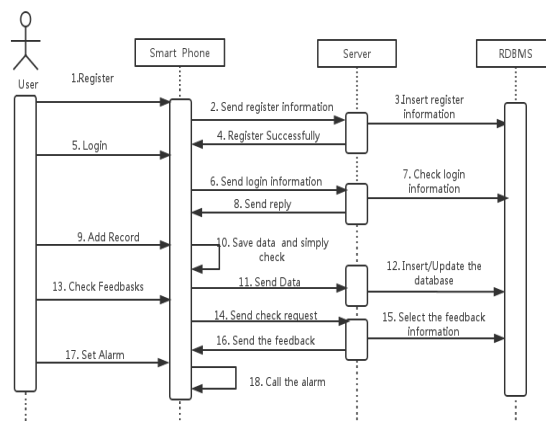 Smart Phone
Server
RDBMS
User
1.Register
2. Send register information
3.Insert register
information
4. Register Successfully
5. Login
6. Send login information
7. Check login
information
8. Send reply
9. Add Record
10. Save data and simply
check
11. Send Data
12. Insert/Update the
database
13. Check Feedbasks
14. Send check request
15. Select the feedback
information
16. Send the feedback
17. Set Alarm
18. Call the alarm